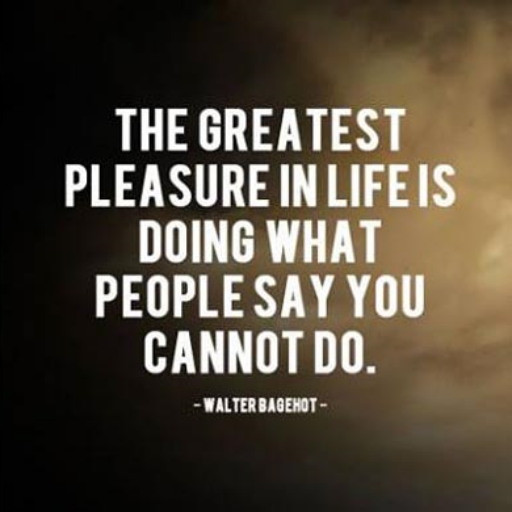 THE GREATEST
PLEASURE IN LIFE IS
DOING WHAT
PEOPLE SAY YOU
CANNOT DO.
- WALTER BAGEHOT -